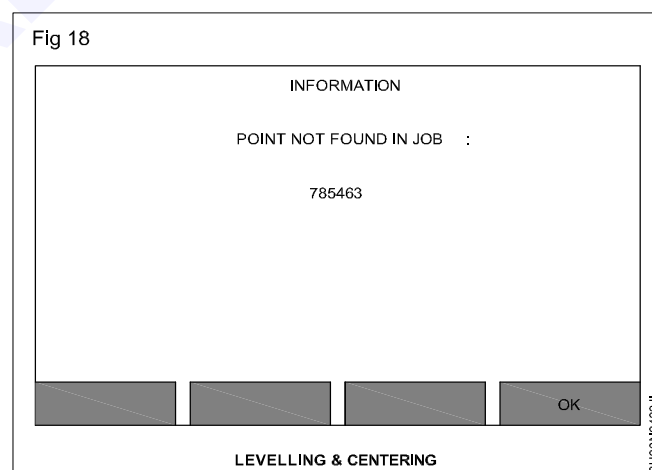 Fig 18
INFORMATION
POINT NOT FOUND IN JOB :
785463
OK
LEVELLING & CENTERING